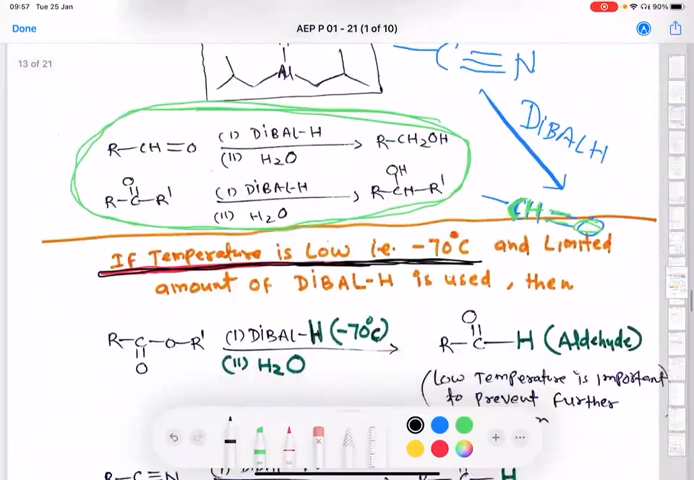 09:57 Tue 25 Jan
90%
Done
AEP P 01 - 21 (1 of 10)
13 of 21
Al
C≡N
DiBALH
R-CH=O (I) DiBAL-H (II) H2O R-CH2OH
R-C-R' O (I) DiBAL-H (II) H2O R-CH-R' OH
CH=O
If Temperature is Low i.e. -70°C and Limited
amount of DiBAL-H is used, then
R-C-O-R' O (I) DiBAL-H (-70°C) (II) H2O R-C-H O (Aldehyde)
(Low Temperature is important
to prevent further
R-C≡N
H